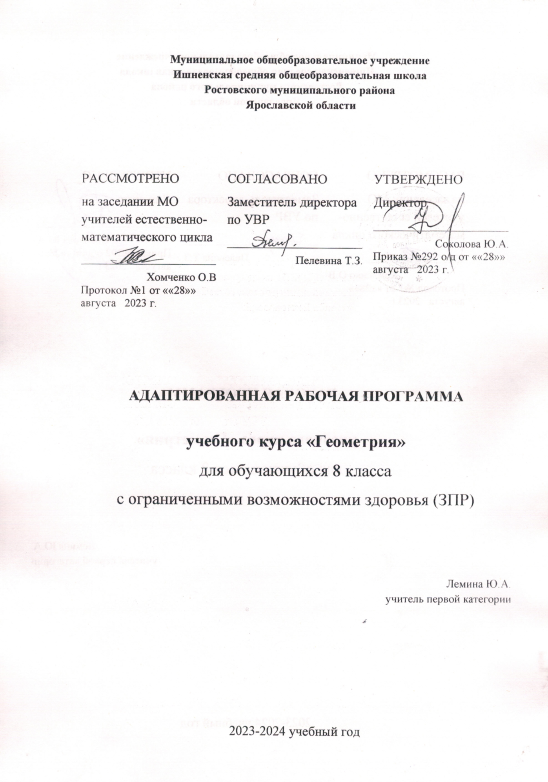 Муниципальное общеобразовательное учреждение
Ишненская средняя общеобразовательная школа
Ростовского муниципального района
Ярославской области
РАССМОТРЕНО
на заседании МО
учителей естественно-
математического цикла
Хомченко О.В
Протокол №1 от ««28»»
августа 2023 г.
СОГЛАСОВАНО
Заместитель директора
по УВР
Пелевина Т.З.
УТВЕРЖДЕНО
Директор
Соколова Ю.А.
Приказ №292 о/д от ««28»»
августа 2023 г.
АДАПТИРОВАННАЯ РАБОЧАЯ ПРОГРАММА
учебного курса «Геометрия»
для обучающихся 8 класса
с ограниченными возможностями здоровья (ЗПР)
Лемина Ю.А.
учитель первой категории
2023-2024 учебный год